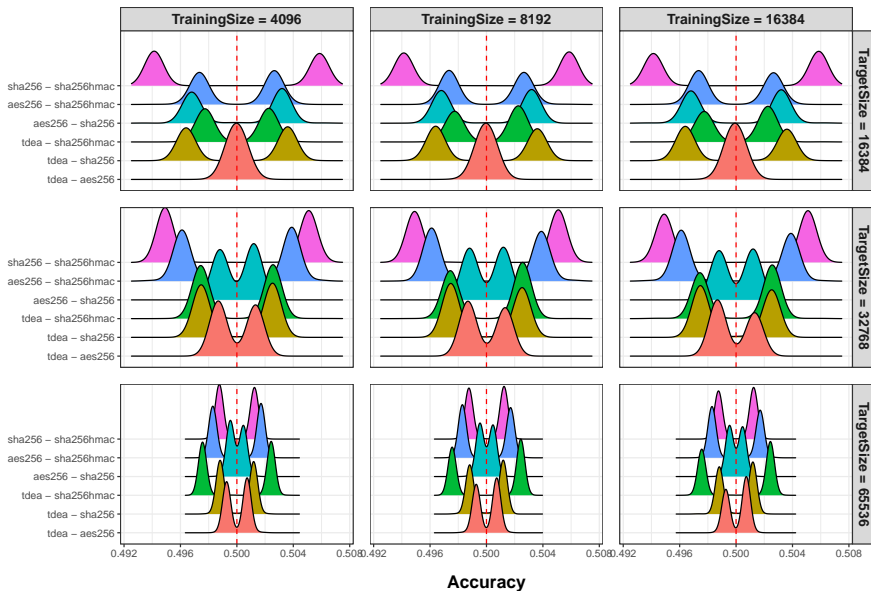 TrainingSize = 4096
TrainingSize = 8192
TrainingSize = 16384
sha256 − sha256hmac
aes256 − sha256hmac
aes256 − sha256
tdea − sha256hmac
tdea − sha256
tdea − aes256
TargetSize = 16384
sha256 − sha256hmac
aes256 − sha256hmac
aes256 − sha256
tdea − sha256hmac
tdea − sha256
tdea − aes256
TargetSize = 32768
sha256 − sha256hmac
aes256 − sha256hmac
aes256 − sha256
tdea − sha256hmac
tdea − sha256
tdea − aes256
TargetSize = 65536
0.492 0.496 0.500 0.504 0.508
0.492 0.496 0.500 0.504 0.508
0.492 0.496 0.500 0.504 0.508
Accuracy